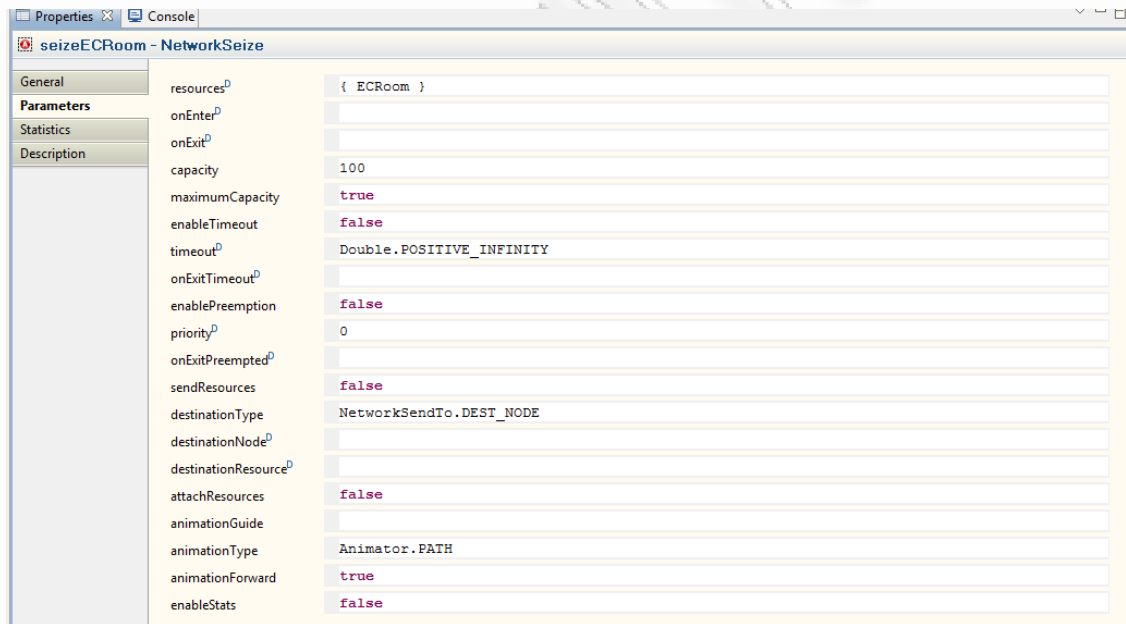 Properties Console
seizeECRoom - NetworkSeize
General
Parameters
Statistics
Description
resourcesD { ECRoom }
onEnterD
onExitD
capacity 100
maximumCapacity true
enableTimeout false
timeoutD Double.POSITIVE_INFINITY
onExitTimeoutD
enablePreemption false
priorityD 0
onExitPreemptedD
sendResources false
destinationType NetworkSendTo.DEST_NODE
destinationNodeD
destinationResourceD
attachResources false
animationGuide
animationType Animator.PATH
animationForward true
enableStats false